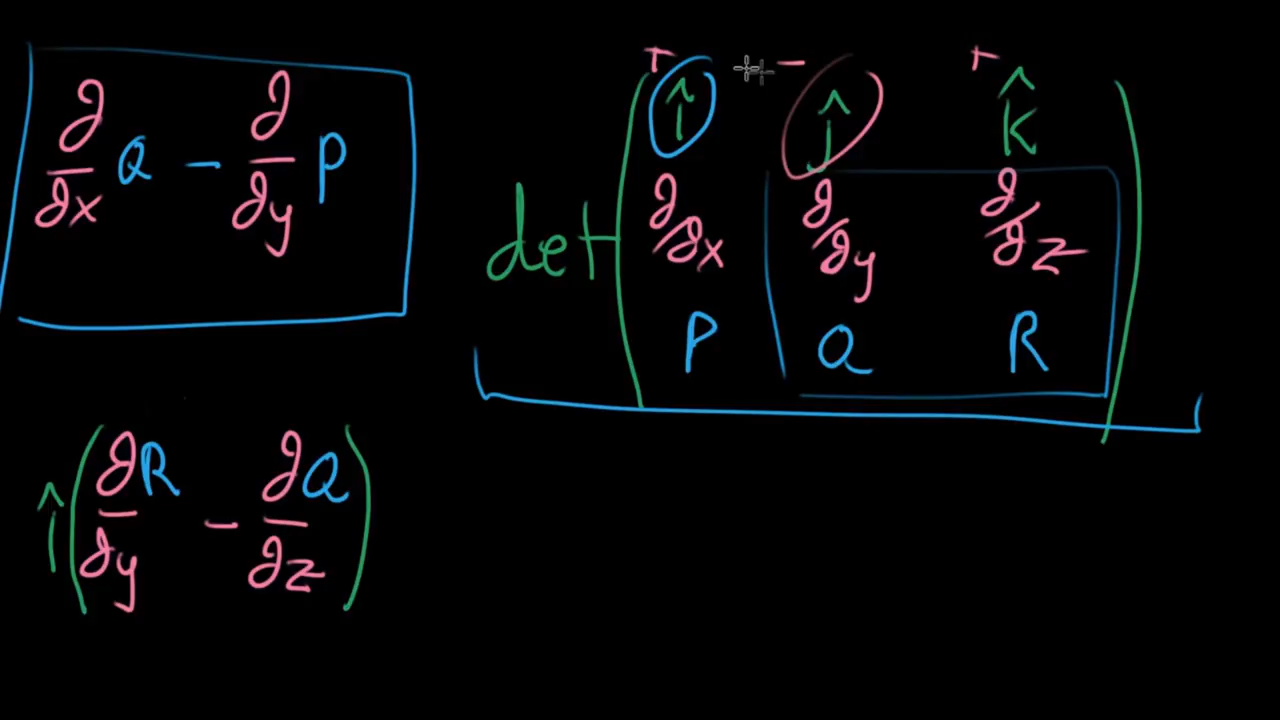 ∂/∂x Q − ∂/∂y P
+ − +
î ĵ k̂
det ( ∂/∂x ∂/∂y ∂/∂z )
P Q R
î ( ∂R/∂y − ∂Q/∂z )